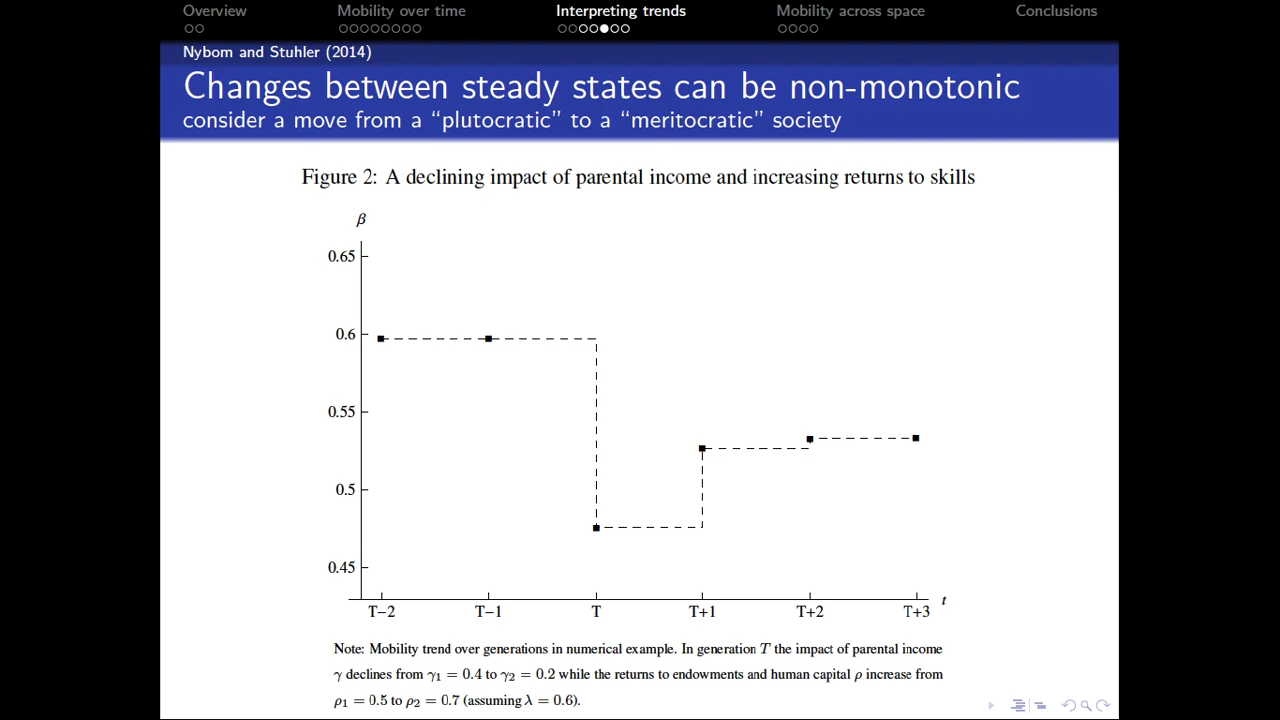 Overview Mobility over time Interpreting trends Mobility across space Conclusions
Nybom and Stuhler (2014)
Changes between steady states can be non-monotonic
consider a move from a “plutocratic” to a “meritocratic” society
Figure 2: A declining impact of parental income and increasing returns to skills
β
0.65
0.6
0.55
0.5
0.45
T−2 T−1 T T+1 T+2 T+3 t
Note: Mobility trend over generations in numerical example. In generation T the impact of parental income
γ declines from γ₁ = 0.4 to γ₂ = 0.2 while the returns to endowments and human capital ρ increase from
ρ₁ = 0.5 to ρ₂ = 0.7 (assuming λ = 0.6).